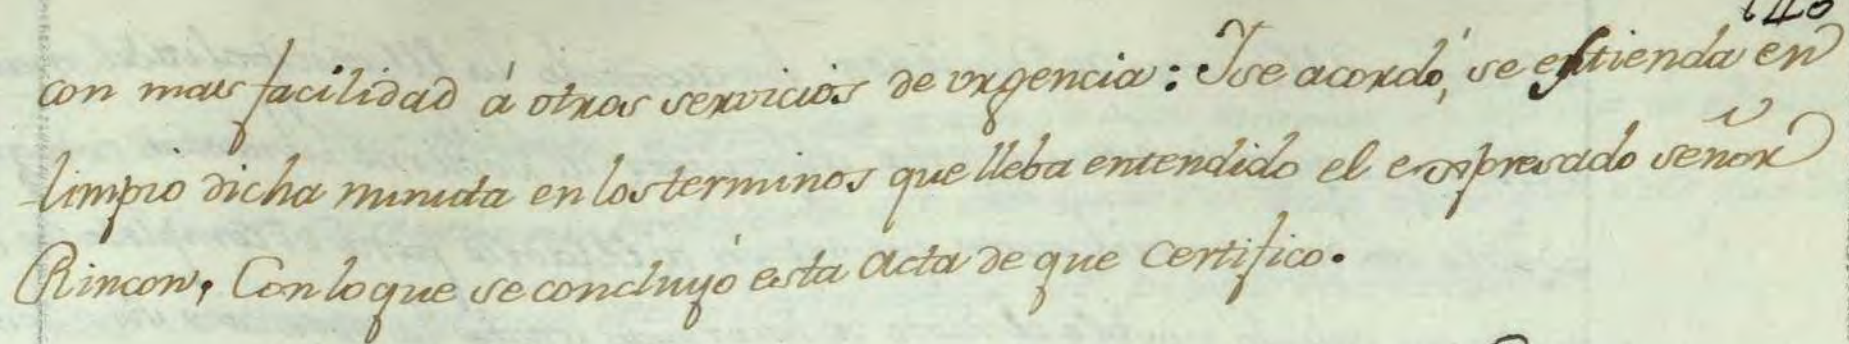 con mas facilidad á otros servicios de urgencia: Y se acordó, se estienda en
limpio dicha minuta en los terminos que lleba entendido el expresado señor
Rincon, Con lo que se concluyó esta Acta de que Certifico.